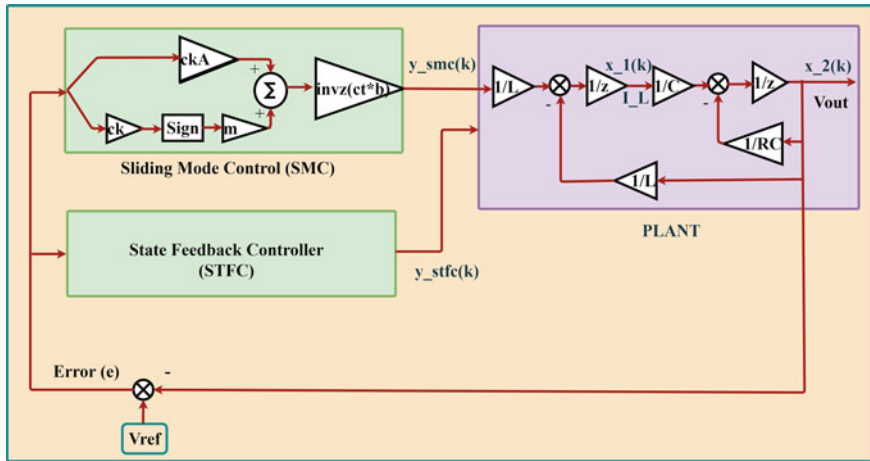 ckA
+
Σ
+
ck
Sign
m
invz(ct*b)
Sliding Mode Control (SMC)
y_smc(k)
1/L
-
1/z
x_1(k)
I_L
1/C
-
1/z
x_2(k)
Vout
1/RC
1/L
PLANT
State Feedback Controller
(STFC)
y_stfc(k)
Error (e)
-
Vref